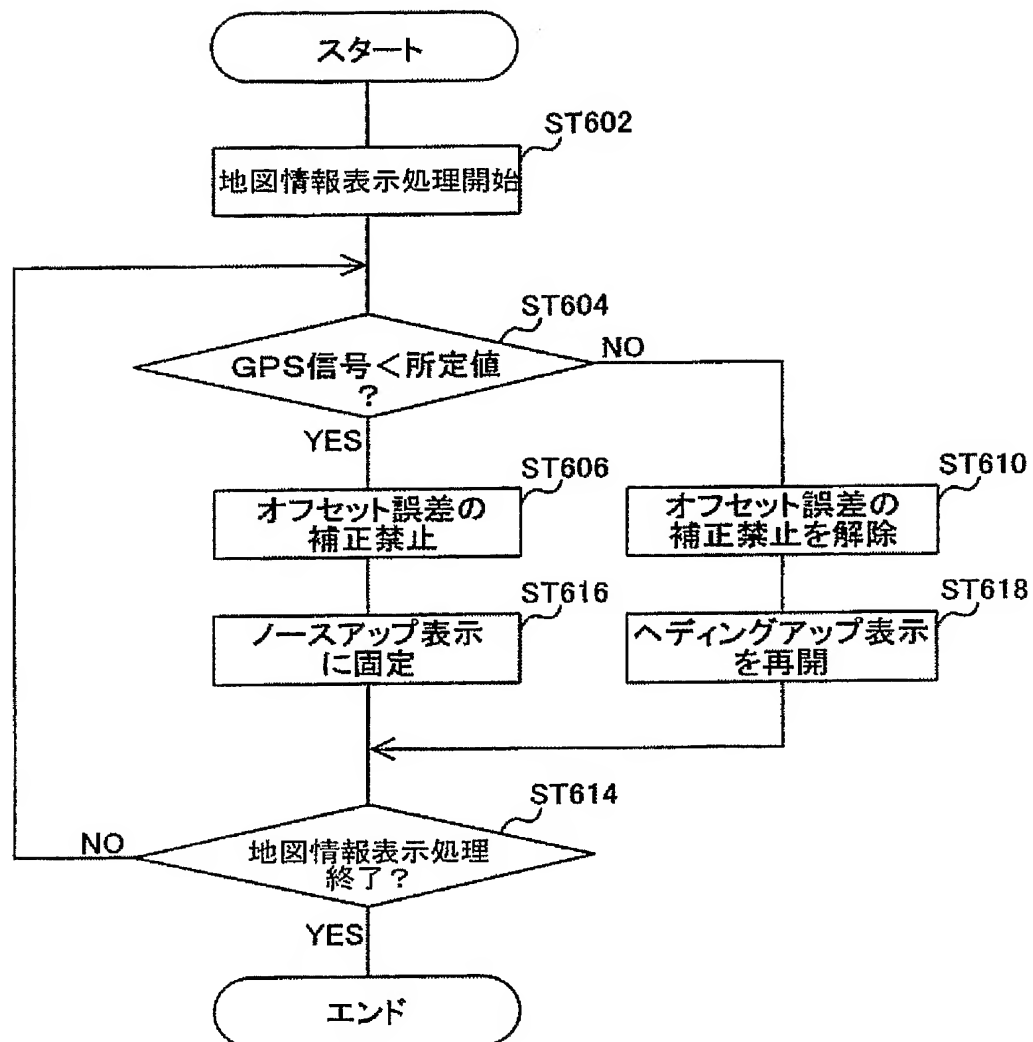 スタート
ST602
地図情報表示処理開始
ST604
GPS信号<所定値
?
NO
YES
ST606
オフセット誤差の
補正禁止
ST610
オフセット誤差の
補正禁止を解除
ST616
ノースアップ表示
に固定
ST618
ヘディングアップ表示
を再開
ST614
地図情報表示処理
終了?
NO
YES
エンド